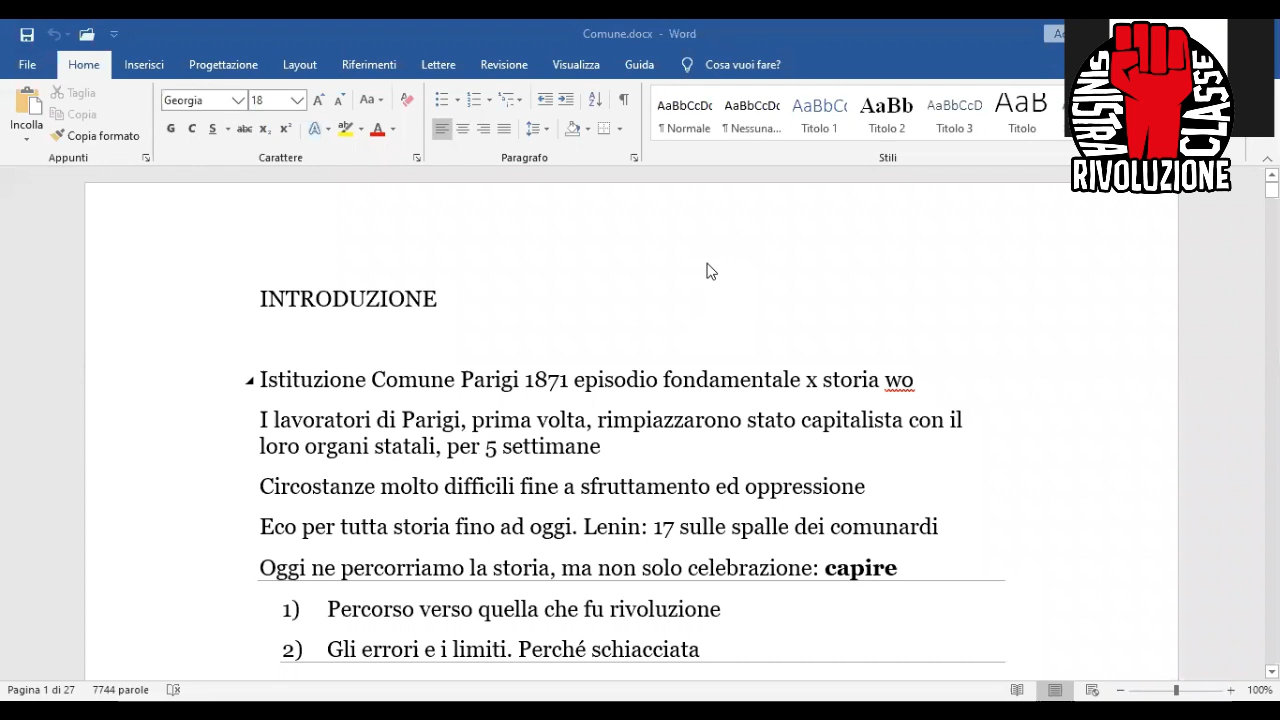 Comune.docx - Word
File Home Inserisci Progettazione Layout Riferimenti Lettere Revisione Visualizza Guida Cosa vuoi fare?
Incolla
Taglia
Copia
Copia formato
Appunti
Georgia 18
G C S abc x₂ x²
Carattere
Paragrafo
AaBbCcDc AaBbCcDc AaBbCc AaBb AaBbCcD AaB
¶ Normale ¶ Nessuna... Titolo 1 Titolo 2 Titolo 3 Titolo
Stili
SINISTRA
CLASSE
RIVOLUZIONE
INTRODUZIONE
Istituzione Comune Parigi 1871 episodio fondamentale x storia wo
I lavoratori di Parigi, prima volta, rimpiazzarono stato capitalista con il
loro organi statali, per 5 settimane
Circostanze molto difficili fine a sfruttamento ed oppressione
Eco per tutta storia fino ad oggi. Lenin: 17 sulle spalle dei comunardi
Oggi ne percorriamo la storia, ma non solo celebrazione: capire
1) Percorso verso quella che fu rivoluzione
2) Gli errori e i limiti. Perché schiacciata
Pagina 1 di 27 7744 parole 100%